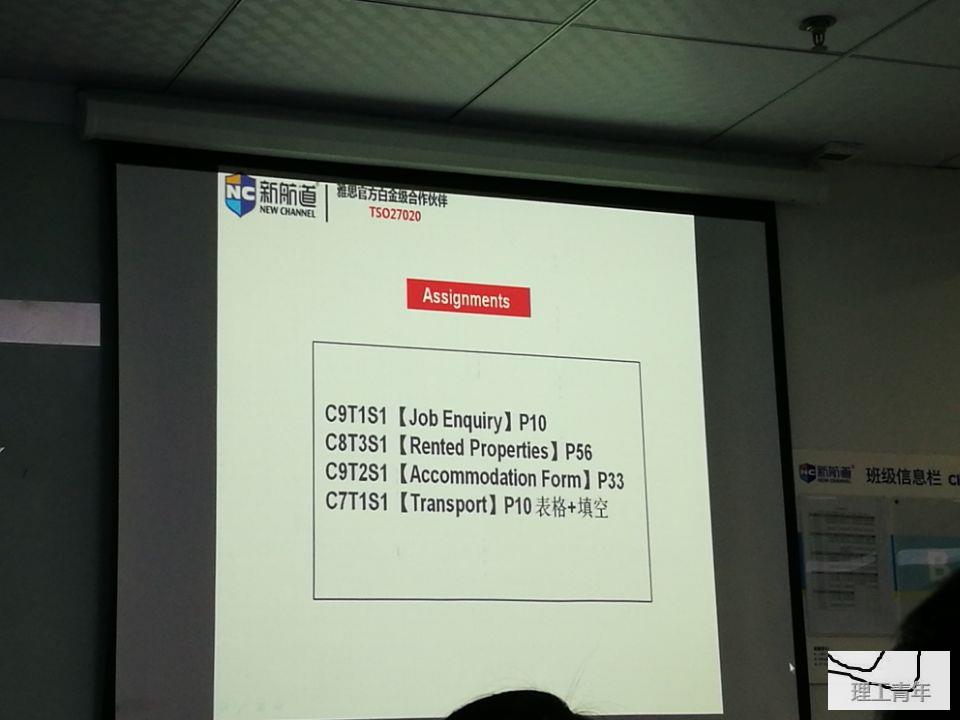 NC 新航道
NEW CHANNEL
雅思官方白金级合作伙伴
TSO27020
Assignments
C9T1S1【Job Enquiry】P10
C8T3S1【Rented Properties】P56
C9T2S1【Accommodation Form】P33
C7T1S1【Transport】P10 表格+填空
新航道 班级信息栏
B
理工青年